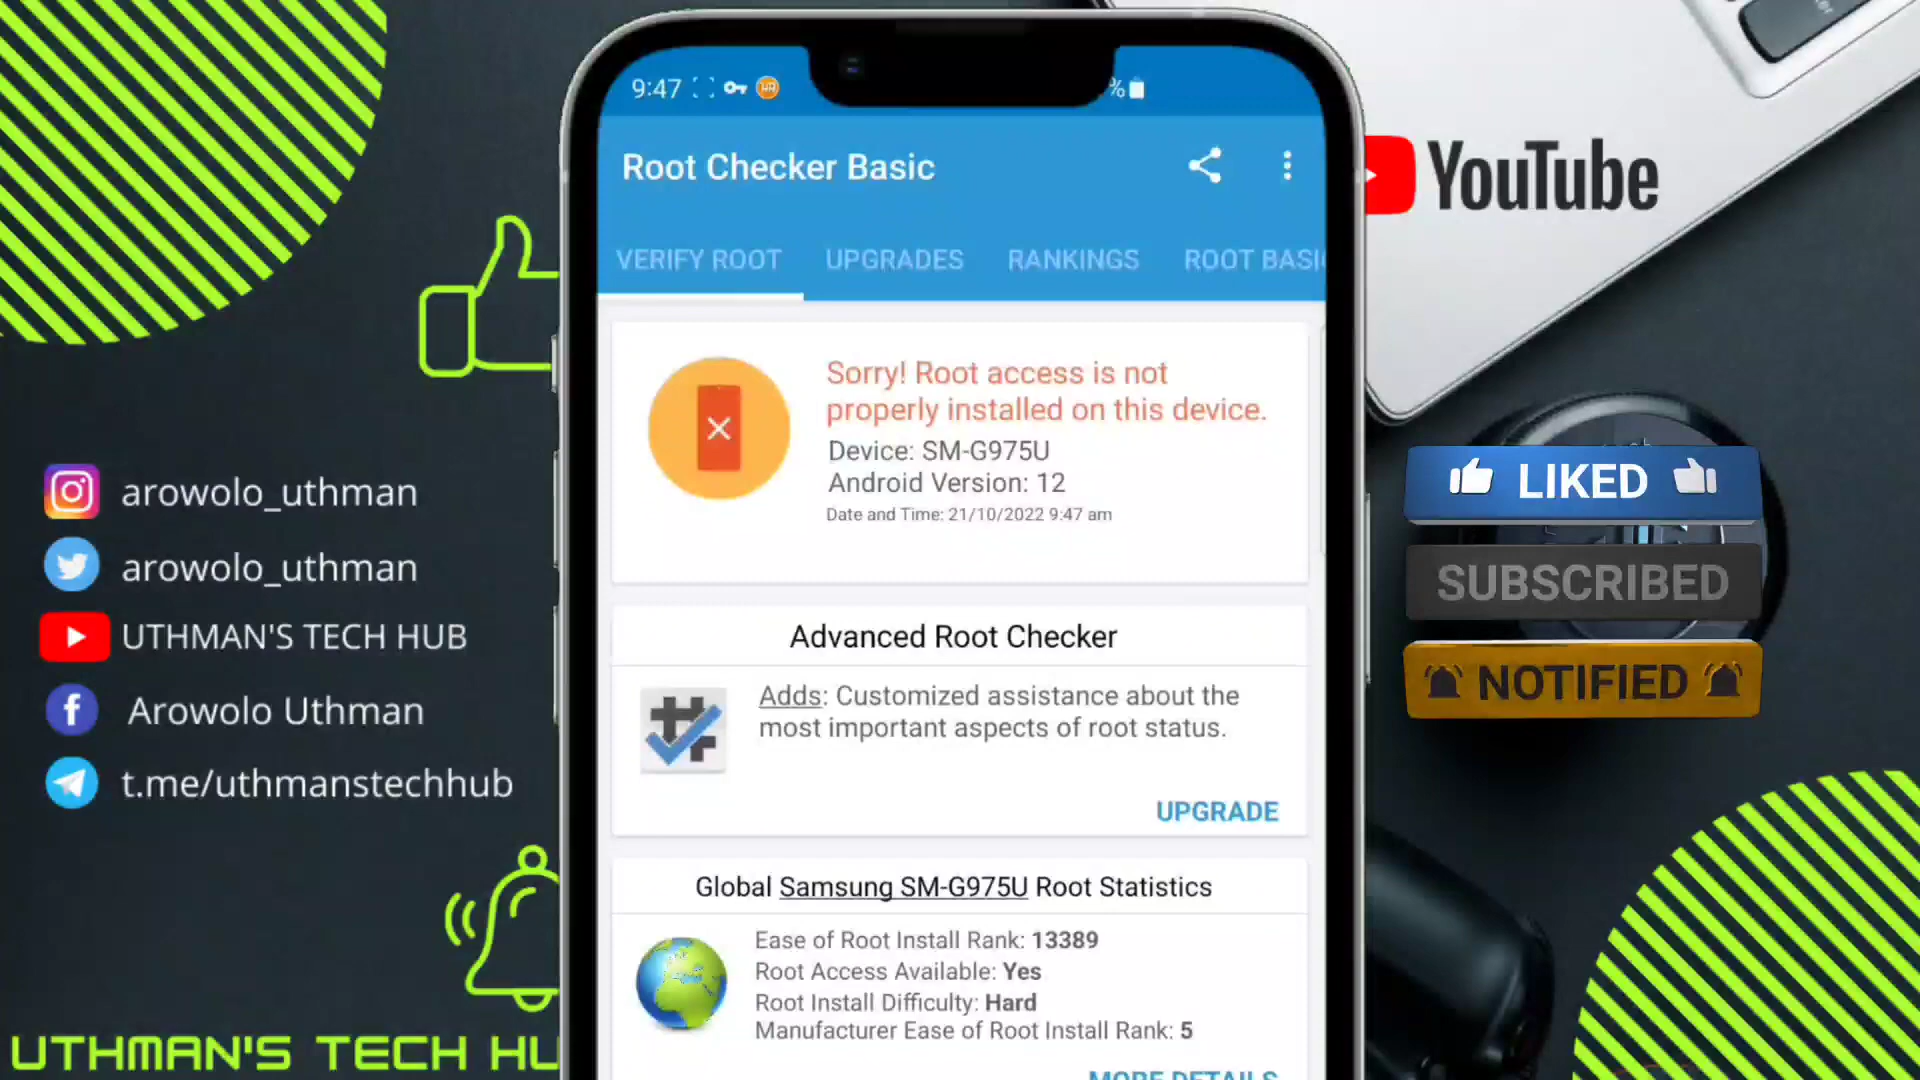 9:47
%
Root Checker Basic
VERIFY ROOT
UPGRADES
RANKINGS
ROOT BASI
Sorry! Root access is not
properly installed on this device.
Device: SM-G975U
Android Version: 12
Date and Time: 21/10/2022 9:47 am
Advanced Root Checker
Adds: Customized assistance about the
most important aspects of root status.
UPGRADE
Global Samsung SM-G975U Root Statistics
Ease of Root Install Rank: 13389
Root Access Available: Yes
Root Install Difficulty: Hard
Manufacturer Ease of Root Install Rank: 5
MORE DETAILS
arowolo_uthman
arowolo_uthman
UTHMAN'S TECH HUB
Arowolo Uthman
t.me/uthmanstechhub
UTHMAN'S TECH HU
YouTube
LIKED
SUBSCRIBED
NOTIFIED